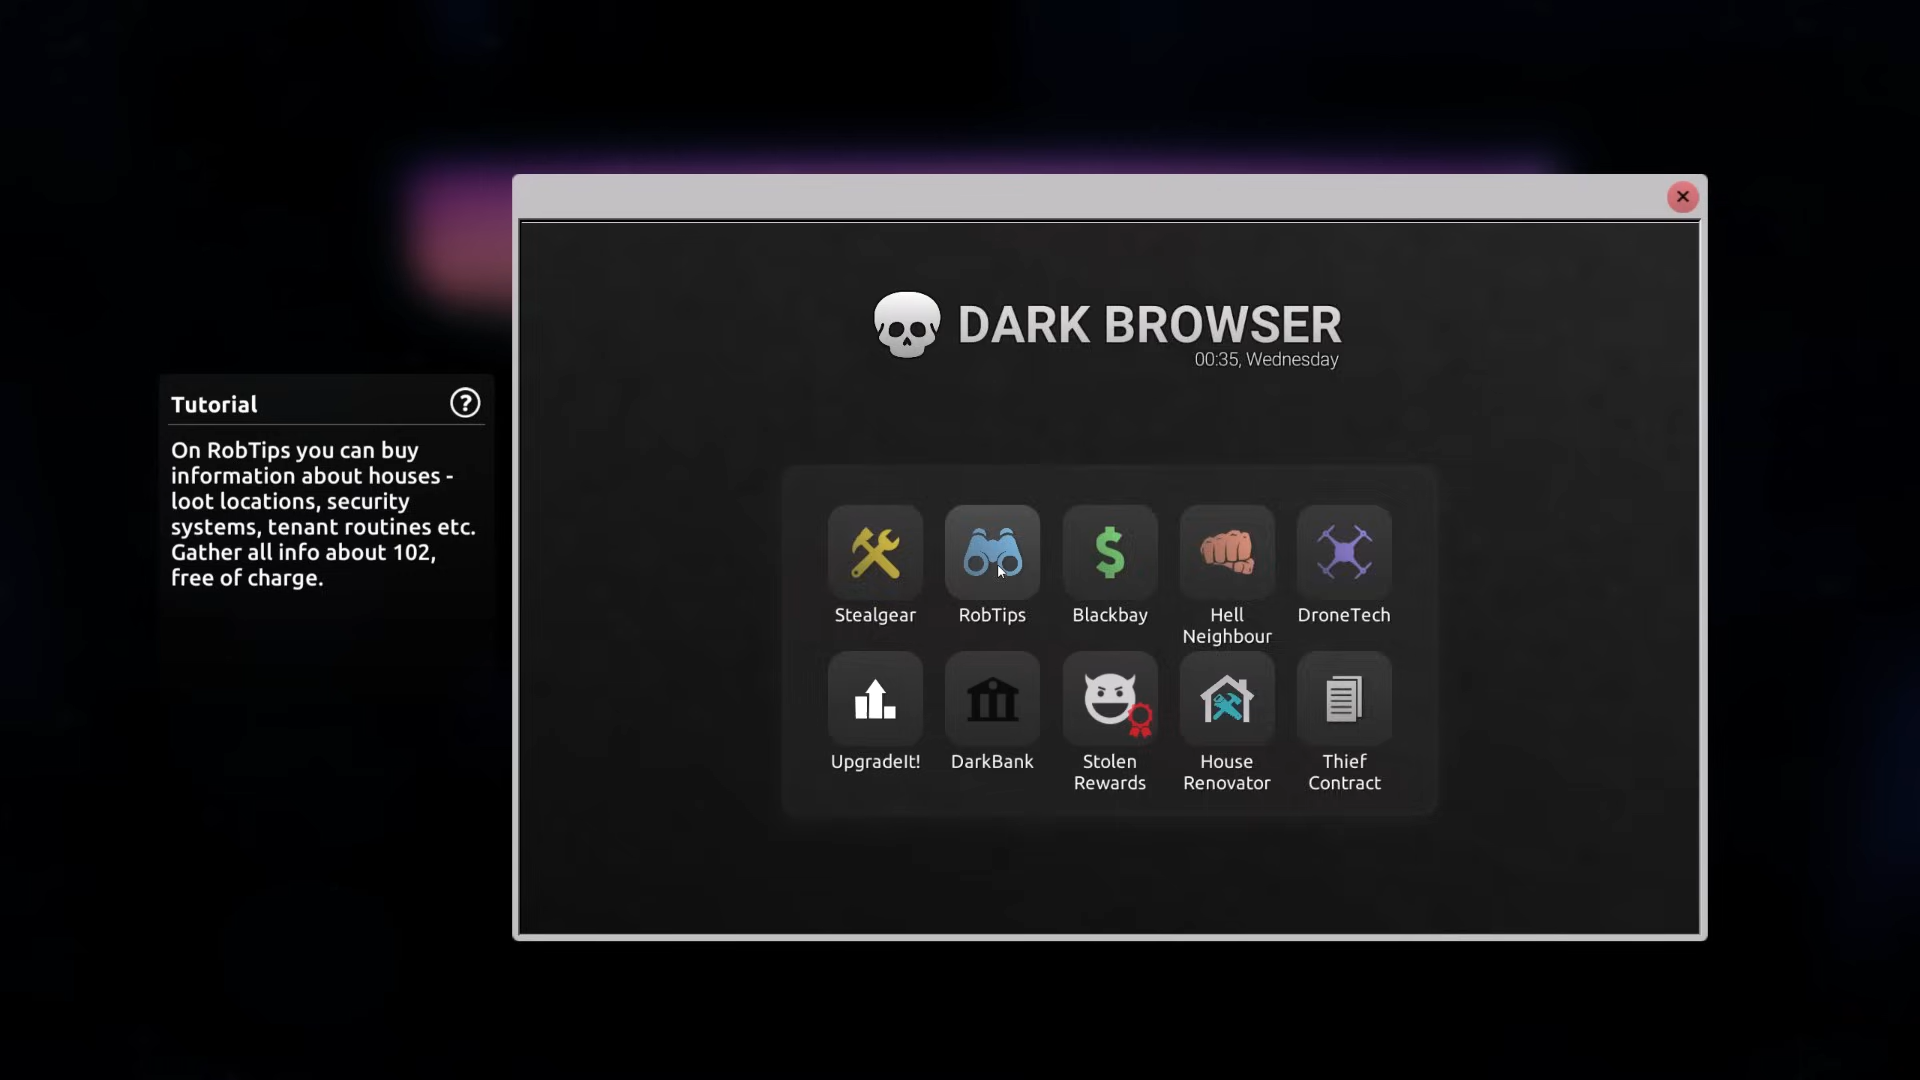 DARK BROWSER
00:35, Wednesday
Tutorial
?
On RobTips you can buy
information about houses -
loot locations, security
systems, tenant routines etc.
Gather all info about 102,
free of charge.
Stealgear
RobTips
Blackbay
Hell
Neighbour
DroneTech
UpgradeIt!
DarkBank
Stolen
Rewards
House
Renovator
Thief
Contract